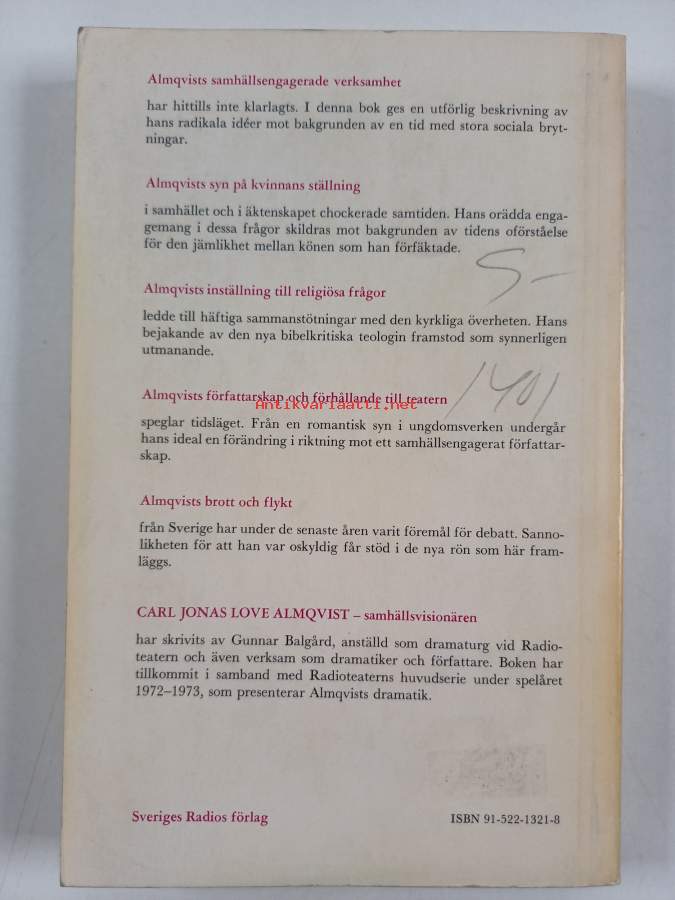 Almqvists samhällsengagerade verksamhet
har hittills inte klarlagts. I denna bok ges en utförlig beskrivning av
hans radikala idéer mot bakgrunden av en tid med stora sociala bryt-
ningar.
Almqvists syn på kvinnans ställning
i samhället och i äktenskapet chockerade samtiden. Hans orädda enga-
gemang i dessa frågor skildras mot bakgrunden av tidens oförståelse
för den jämlikhet mellan könen som han förfäktade.
5-
Almqvists inställning till religiösa frågor
ledde till häftiga sammanstötningar med den kyrkliga överheten. Hans
bejakande av den nya bibelkritiska teologin framstod som synnerligen
utmanande.
Almqvists författarskap och förhållande till teatern
Antikvariaatti.net
1401
speglar tidsläget. Från en romantisk syn i ungdomsverken undergår
hans ideal en förändring i riktning mot ett samhällsengagerat författar-
skap.
Almqvists brott och flykt
från Sverige har under de senaste åren varit föremål för debatt. Sanno-
likheten för att han var oskyldig får stöd i de nya rön som här fram-
läggs.
CARL JONAS LOVE ALMQVIST – samhällsvisionären
har skrivits av Gunnar Balgård, anställd som dramaturg vid Radio-
teatern och även verksam som dramatiker och författare. Boken har
tillkommit i samband med Radioteaterns huvudserie under spelåret
1972–1973, som presenterar Almqvists dramatik.
Sveriges Radios förlag
ISBN 91-522-1321-8